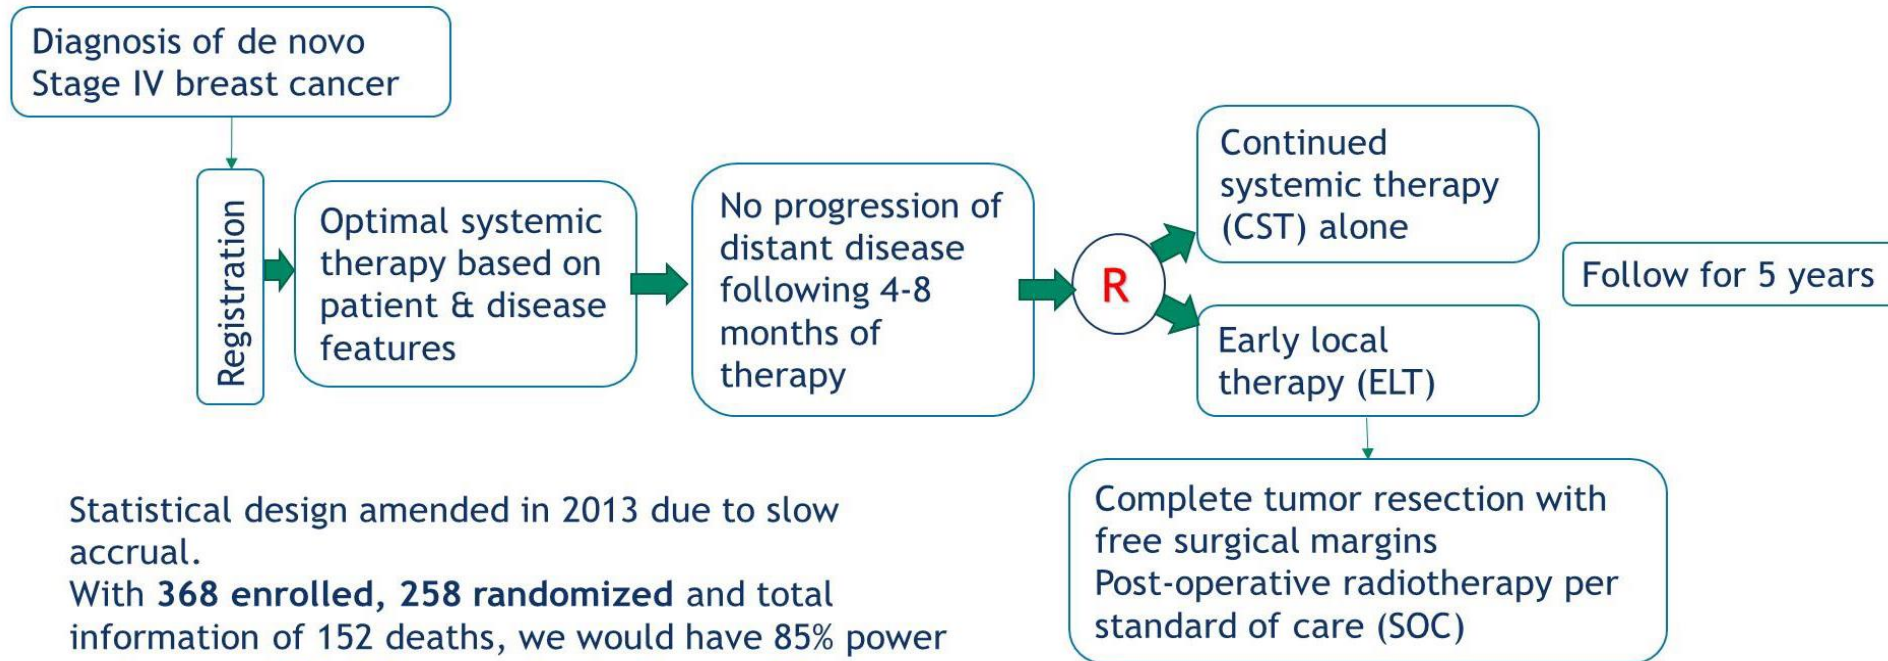 Diagnosis of de novo
Stage IV breast cancer
Registration
Optimal systemic
therapy based on
patient & disease
features
No progression of
distant disease
following 4-8
months of
therapy
R
Continued
systemic therapy
(CST) alone
Early local
therapy (ELT)
Follow for 5 years
Complete tumor resection with
free surgical margins
Post-operative radiotherapy per
standard of care (SOC)
Statistical design amended in 2013 due to slow
accrual.
With 368 enrolled, 258 randomized and total
information of 152 deaths, we would have 85% power